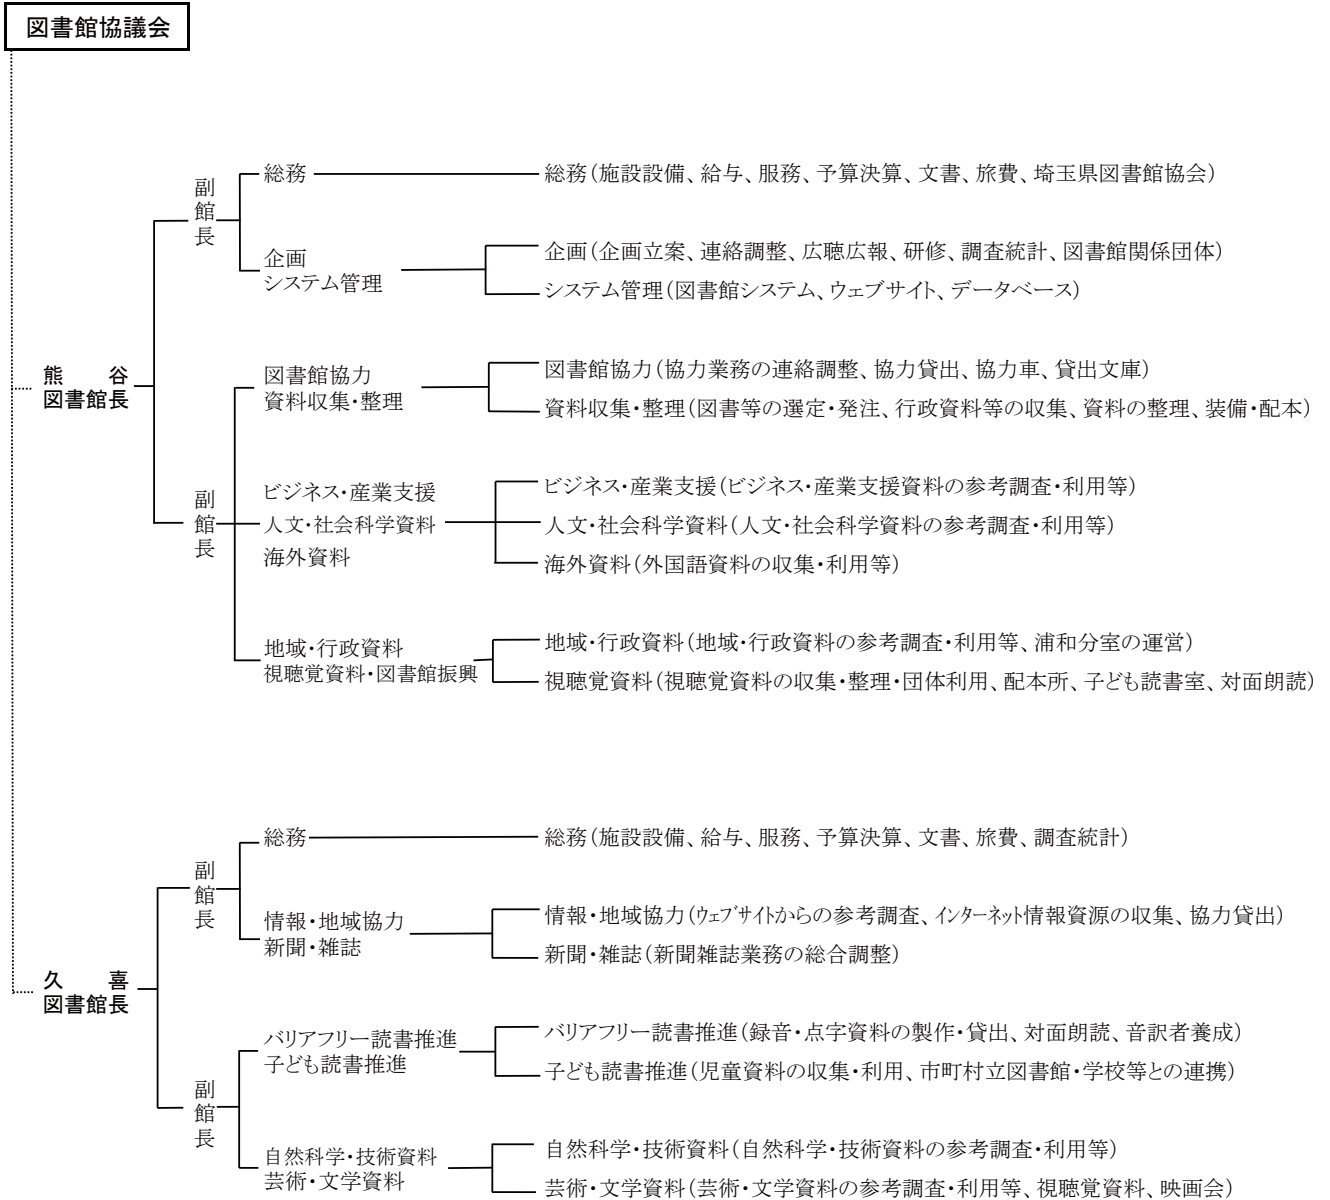 図書館協議会
熊　　谷
図書館長
副館長
総務
総務(施設設備、給与、服務、予算決算、文書、旅費、埼玉県図書館協会)
企画
システム管理
企画(企画立案、連絡調整、広聴広報、研修、調査統計、図書館関係団体)
システム管理(図書館システム、ウェブサイト、データベース)
副館長
図書館協力
資料収集・整理
図書館協力(協力業務の連絡調整、協力貸出、協力車、貸出文庫)
資料収集・整理(図書等の選定・発注、行政資料等の収集、資料の整理、装備・配本)
ビジネス・産業支援
人文・社会科学資料
海外資料
ビジネス・産業支援(ビジネス・産業支援資料の参考調査・利用等)
人文・社会科学資料(人文・社会科学資料の参考調査・利用等)
海外資料(外国語資料の収集・利用等)
地域・行政資料
視聴覚資料・図書館振興
地域・行政資料(地域・行政資料の参考調査・利用等、浦和分室の運営)
視聴覚資料(視聴覚資料の収集・整理・団体利用、配本所、子ども読書室、対面朗読)
久　　喜
図書館長
副館長
総務
総務(施設設備、給与、服務、予算決算、文書、旅費、調査統計)
情報・地域協力
新聞・雑誌
情報・地域協力(ウェブサイトからの参考調査、インターネット情報資源の収集、協力貸出)
新聞・雑誌(新聞雑誌業務の総合調整)
副館長
バリアフリー読書推進
子ども読書推進
バリアフリー読書推進(録音・点字資料の製作・貸出、対面朗読、音訳者養成)
子ども読書推進(児童資料の収集・利用、市町村立図書館・学校等との連携)
自然科学・技術資料
芸術・文学資料
自然科学・技術資料(自然科学・技術資料の参考調査・利用等)
芸術・文学資料(芸術・文学資料の参考調査・利用等、視聴覚資料、映画会)